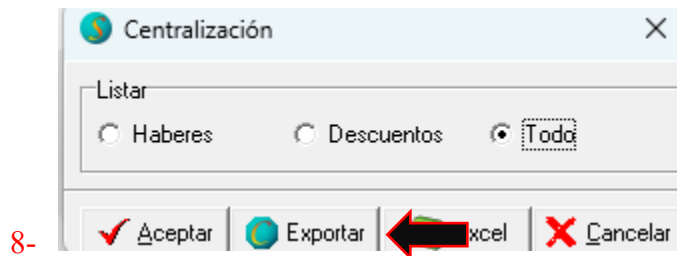 Centralización
Listar
Haberes Descuentos Todo
8- Aceptar Exportar xcel Cancelar